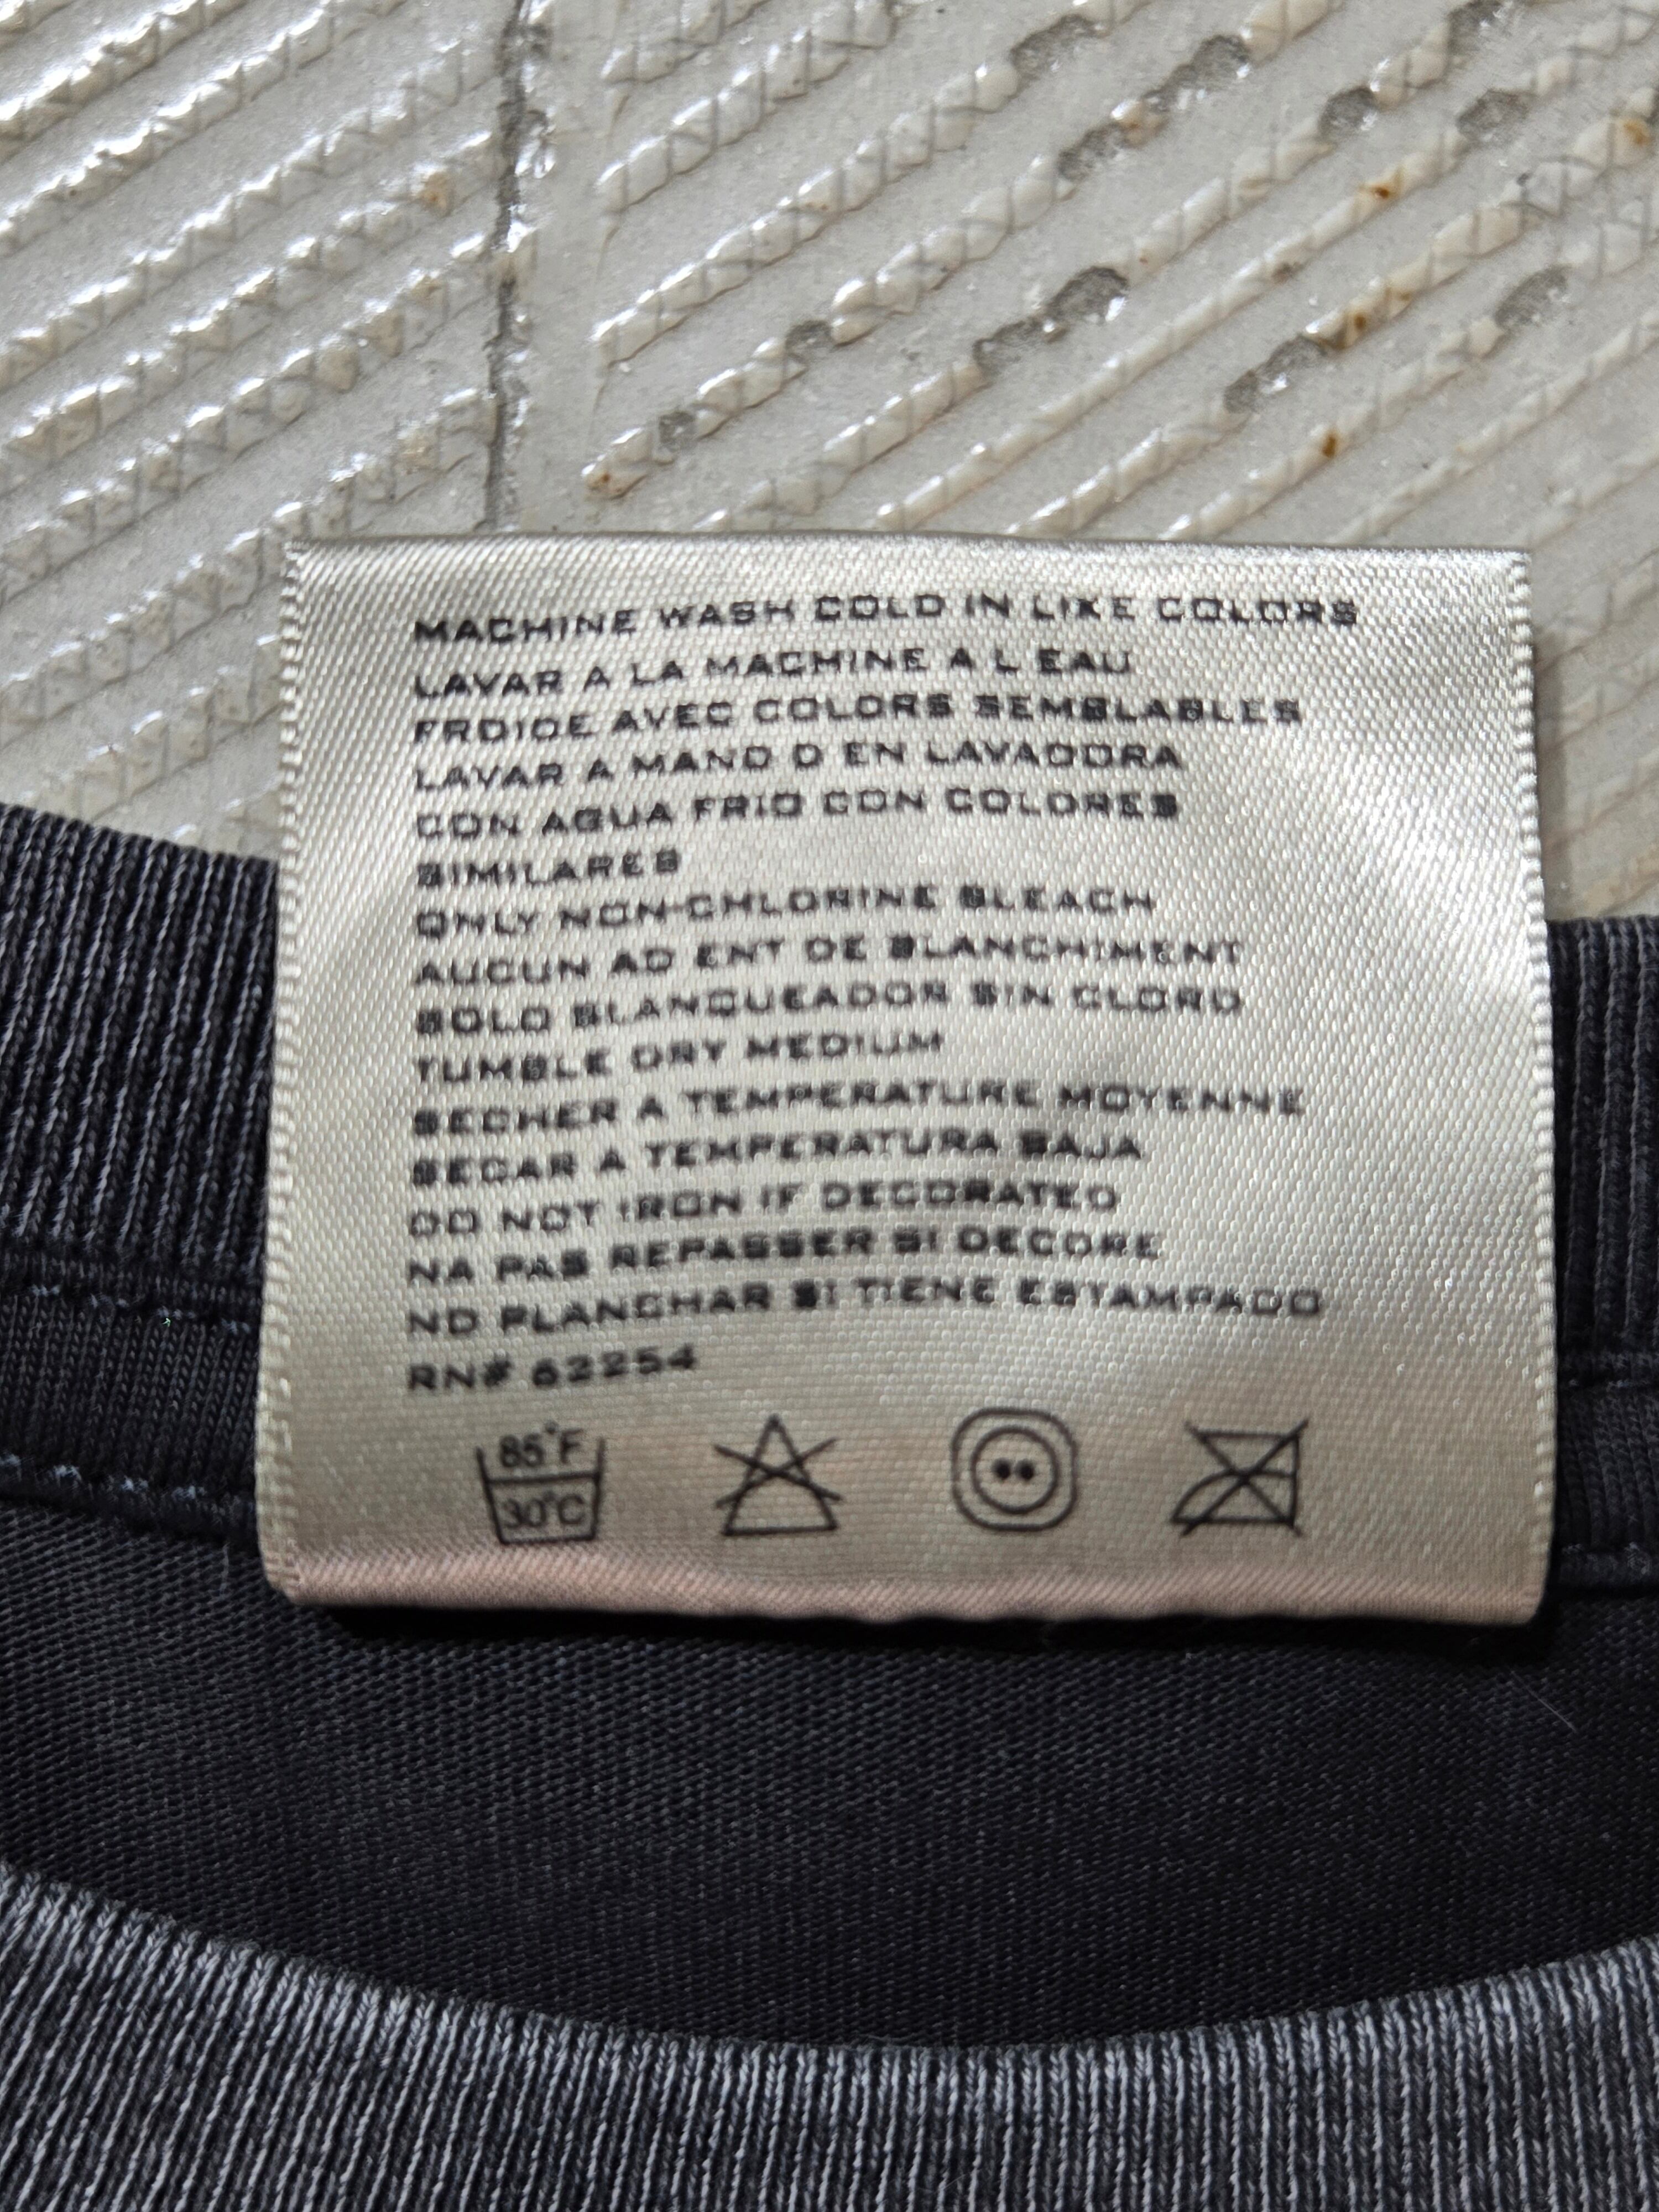 MACHINE WASH COLD IN LIKE COLORS
LAVAR A LA MACHINE A L EAU
FROIDE AVEC COLORS SEMBLABLES
LAVAR A MANO O EN LAVADORA
CON AGUA FRIO CON COLORES
SIMILARES
ONLY NON-CHLORINE BLEACH
AUCUN AD ENT DE BLANCHIMENT
SOLO BLANQUEADOR SIN CLORO
TUMBLE DRY MEDIUM
SECHER A TEMPERATURE MOYENNE
SECAR A TEMPERATURA BAJA
DO NOT IRON IF DECORATED
NA PAS REPASSER SI DECORE
NO PLANCHAR SI TIENE ESTAMPADO
RN# 62254
85°F
30°C